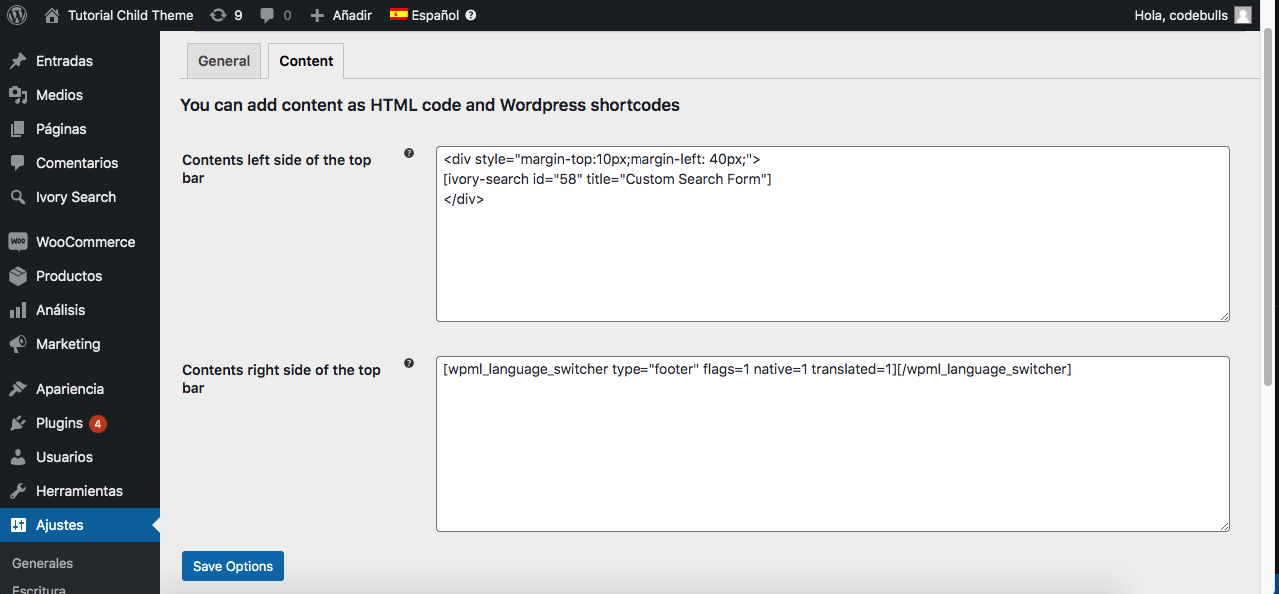 Tutorial Child Theme 9 0 Añadir Español Hola, codebulls
Entradas
Medios
Páginas
Comentarios
Ivory Search
WOO WooCommerce
Productos
Análisis
Marketing
Apariencia
Plugins 4
Usuarios
Herramientas
Ajustes
Generales
Escritura
General Content
You can add content as HTML code and Wordpress shortcodes
Contents left side of the top
bar
<div style="margin-top:10px;margin-left: 40px;">
[ivory-search id="58" title="Custom Search Form"]
</div>
Contents right side of the top
bar
[wpml_language_switcher type="footer" flags=1 native=1 translated=1][/wpml_language_switcher]
Save Options